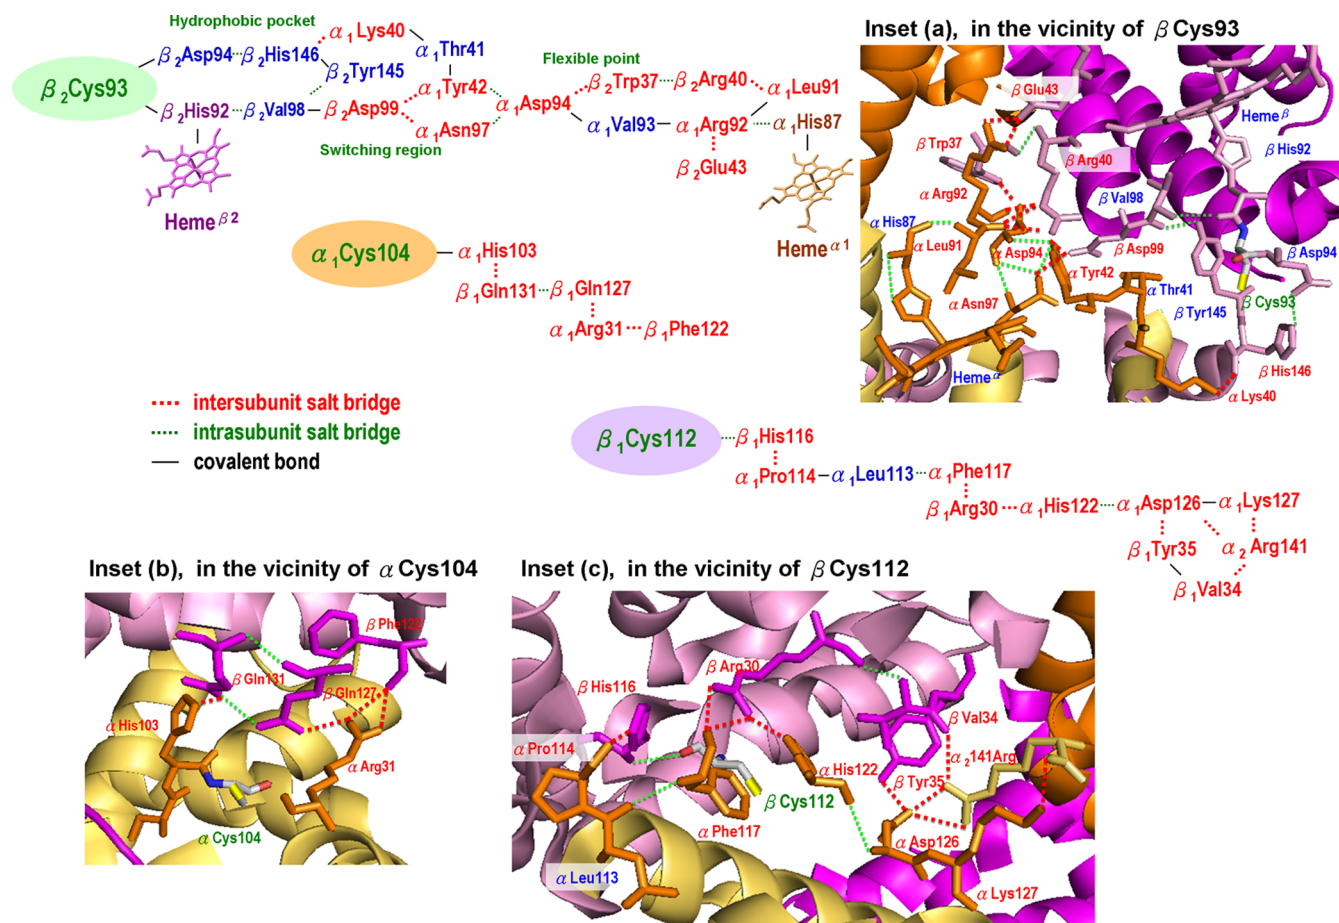 Hydrophobic pocket
α1Lys40
β2Asp94 β2His146 α1Thr41
β2Tyr145
β2Cys93
Flexible point
α1Tyr42 β2Trp37 β2Arg40 α1Leu91
β2His92 β2Val98 β2Asp99 α1Asp94
α1Asn97 α1Val93 α1Arg92 α1His87
Switching region
β2Glu43
Heme β2
Heme α1
α1Cys104 α1His103
β1Gln131 β1Gln127
α1Arg31 β1Phe122
intersubunit salt bridge
intrasubunit salt bridge
covalent bond
β1Cys112 β1His116
α1Pro114 α1Leu113 α1Phe117
β1Arg30 α1His122 α1Asp126 α1Lys127
β1Tyr35 α2Arg141
β1Val34
Inset (a), in the vicinity of βCys93
βGlu43
Heme β
βTrp37 βHis92
βArg40
αArg92
βVal98
αHis87
αLeu91 αAsp94 βAsp99 βAsp94
αTyr42
αThr41
αAsn97 βCys93
βTyr145
βHis146
Heme α
αLys40
Inset (b), in the vicinity of αCys104
βPhe122
βGln131
βGln127
αHis103
αArg31
αCys104
Inset (c), in the vicinity of βCys112
βArg30
βHis116
βVal34
αPro114
α2141Arg
αHis122
βTyr35
βCys112
αPhe117
αAsp126
αLeu113
αLys127